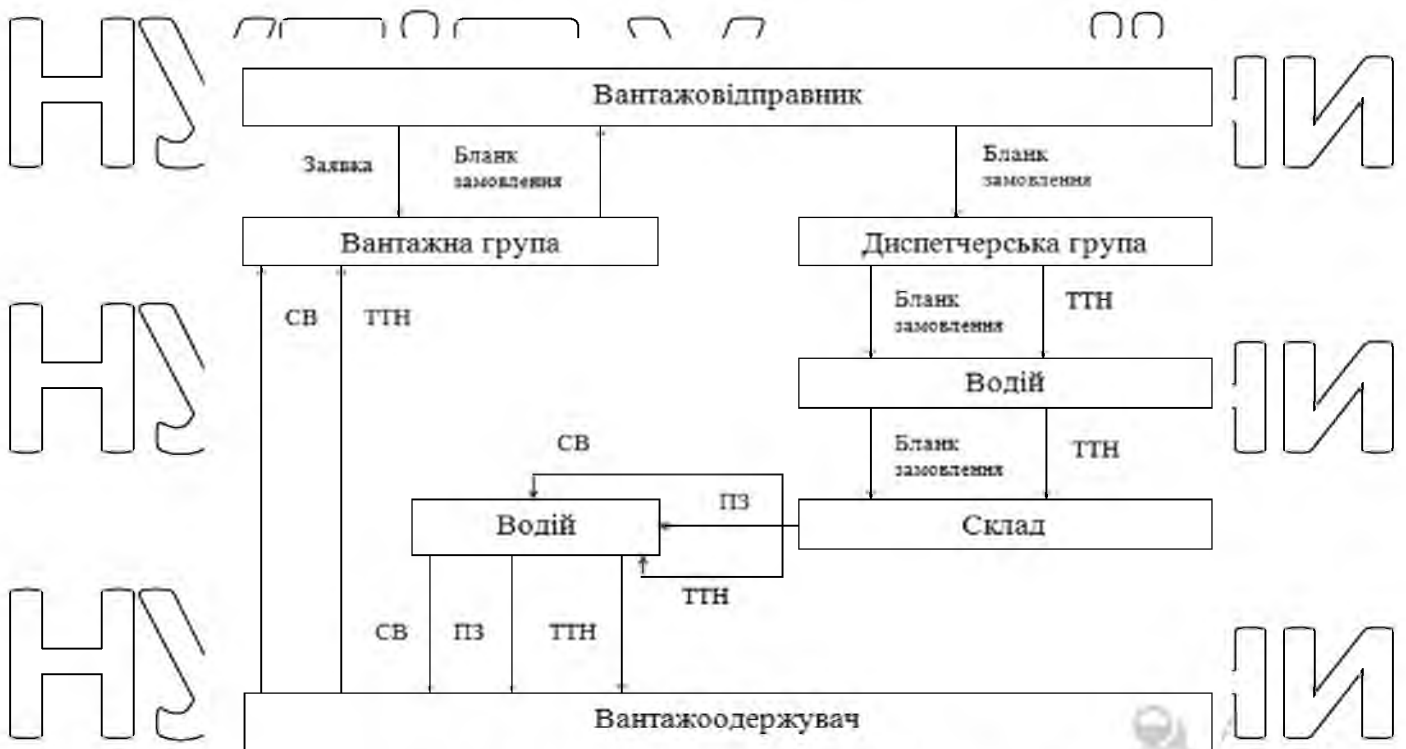 Вантажовідправник
Заявка
Бланк
замовлення
Бланк
замовлення
Вантажна група
Диспетчерська група
СВ
ТТН
Бланк
замовлення
ТТН
Водій
СВ
Бланк
замовлення
ТТН
Водій
ПЗ
Склад
ТТН
СВ
ПЗ
ТТН
Вантажоодержувач